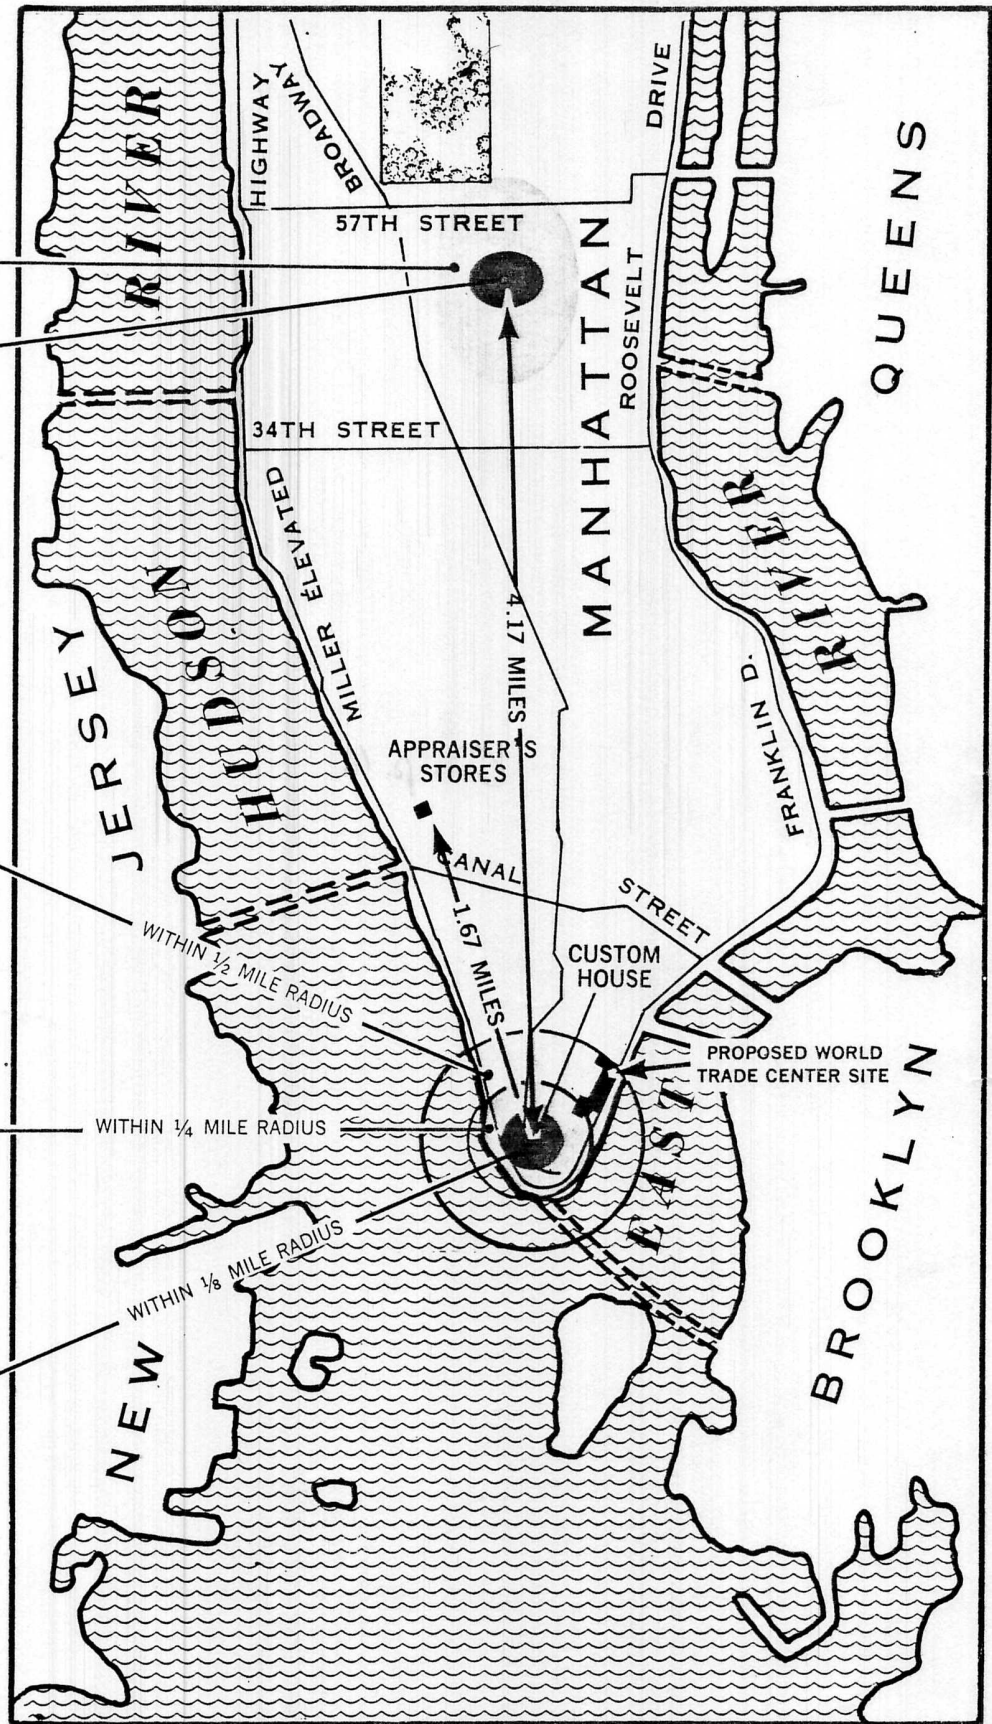 HUDSON RIVER
MILLER ELEVATED HIGHWAY
BROADWAY
FRANKLIN D. ROOSEVELT DRIVE
QUEENS
57TH STREET
MANHATTAN
34TH STREET
EAST RIVER
4.17 MILES
NEW JERSEY
APPRAISER'S
STORES
CANAL STREET
1.67 MILES
WITHIN 1/2 MILE RADIUS
CUSTOM
HOUSE
PROPOSED WORLD
TRADE CENTER SITE
WITHIN 1/4 MILE RADIUS
WITHIN 1/8 MILE RADIUS
BROOKLYN